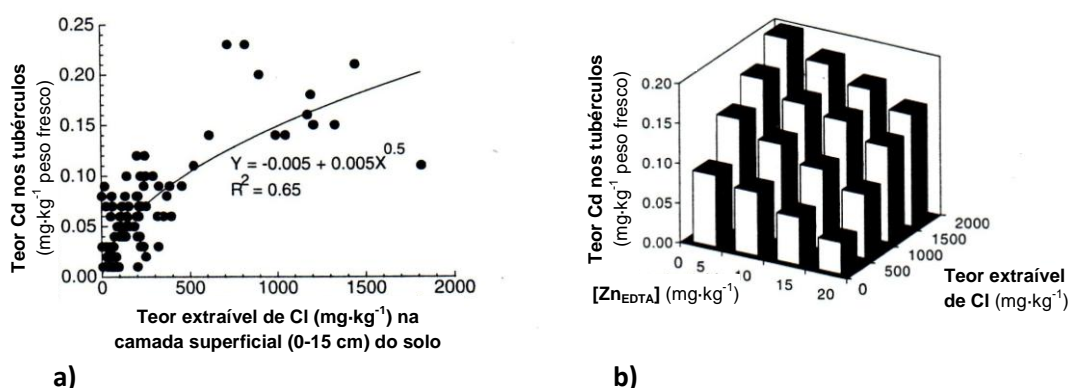 0.25
0.20
0.15
0.10
0.05
0.00
0 500 1000 1500 2000
Teor Cd nos tubérculos
(mg·kg⁻¹ peso fresco)
Y = -0.005 + 0.005X^0.5
R² = 0.65
Teor extraível de Cl (mg·kg⁻¹) na
camada superficial (0-15 cm) do solo
a)
0.20
0.15
0.10
0.05
0.00
Teor Cd nos tubérculos
(mg·kg⁻¹ peso fresco)
0 5 10 15 20
[Zn_EDTA] (mg·kg⁻¹)
0 500 1000 1500 2000
Teor extraível
de Cl (mg·kg⁻¹)
b)